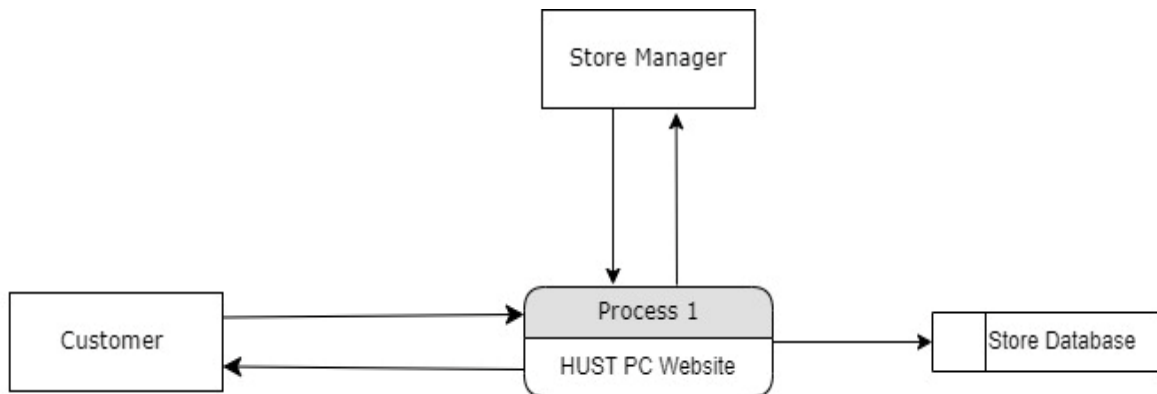 Store Manager
Process 1
Customer
HUST PC Website
Store Database